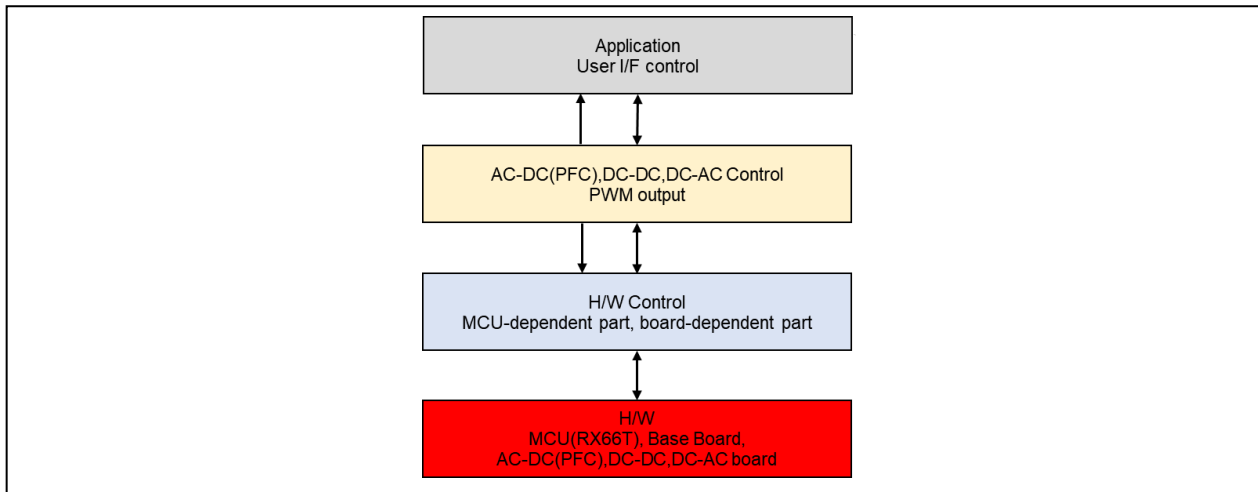 Application
User I/F control
AC-DC(PFC),DC-DC,DC-AC Control
PWM output
H/W Control
MCU-dependent part, board-dependent part
H/W
MCU(RX66T), Base Board,
AC-DC(PFC),DC-DC,DC-AC board